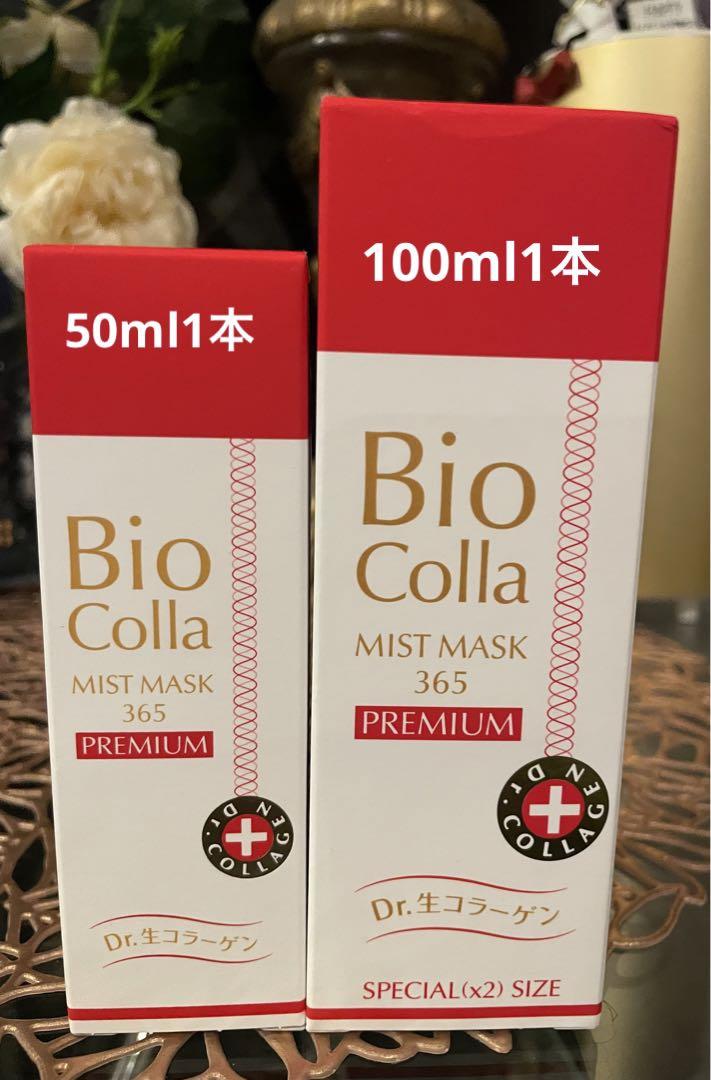 50ml1本
Bio
Colla
MIST MASK
365
PREMIUM
Dr. COLLAGEN
Dr.生コラーゲン
100ml1本
Bio
Colla
MIST MASK
365
PREMIUM
Dr. COLLAGEN
Dr.生コラーゲン
SPECIAL(x2) SIZE